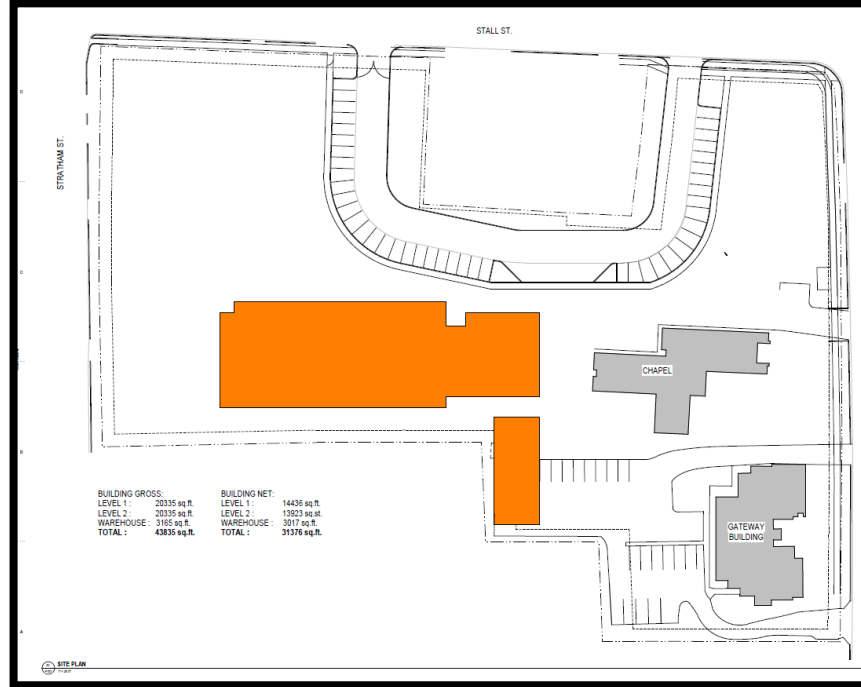 STALL ST.
STRATHAM ST.
D
C
B
A
CHAPEL
GATEWAY
BUILDING
BUILDING GROSS:
LEVEL 1 : 20335 sq.ft.
LEVEL 2 : 20335 sq.ft.
WAREHOUSE : 3165 sq.ft.
TOTAL : 43835 sq.ft.
BUILDING NET:
LEVEL 1 : 14436 sq.ft.
LEVEL 2 : 13923 sq.st.
WAREHOUSE : 3017 sq.ft.
TOTAL : 31376 sq.ft.
SITE PLAN